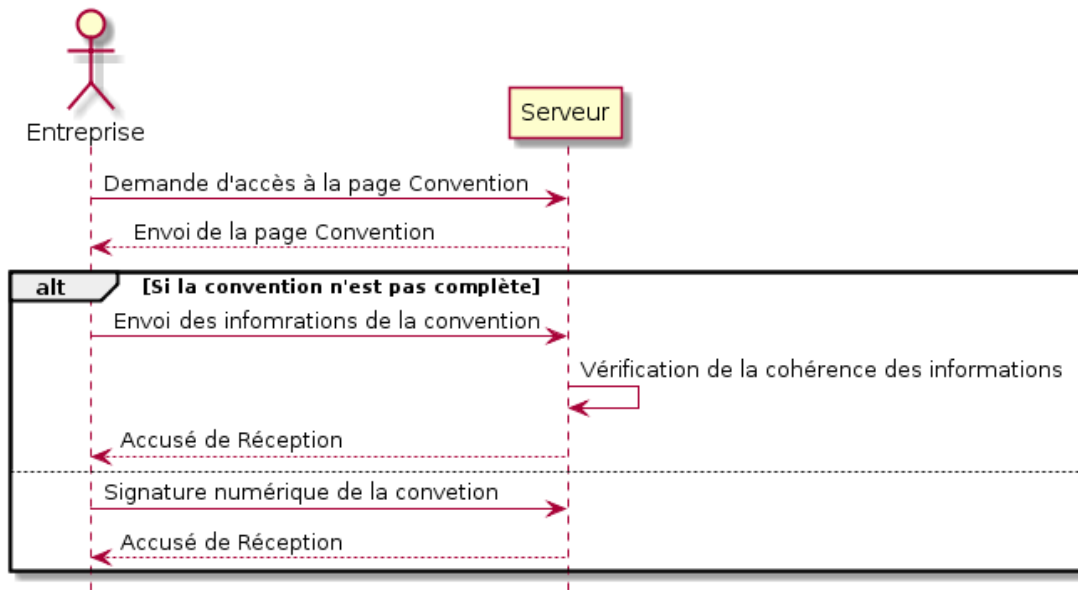 Entreprise
Serveur
Demande d'accès à la page Convention
Envoi de la page Convention
alt
[Si la convention n'est pas complète]
Envoi des infomrations de la convention
Vérification de la cohérence des informations
Accusé de Réception
Signature numérique de la convetion
Accusé de Réception